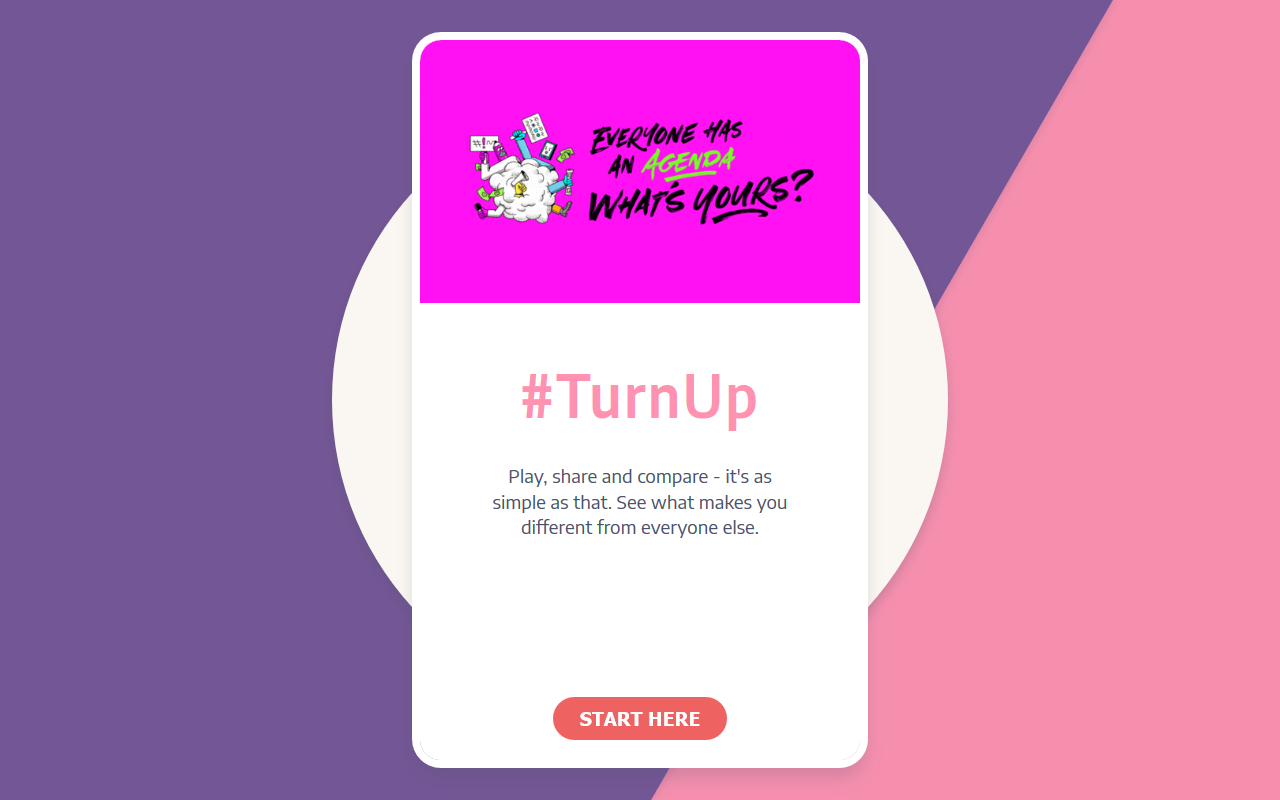 EVERYONE HAS
AN AGENDA
WHAT'S YOURS?
#TurnUp
Play, share and compare - it's as
simple as that. See what makes you
different from everyone else.
START HERE